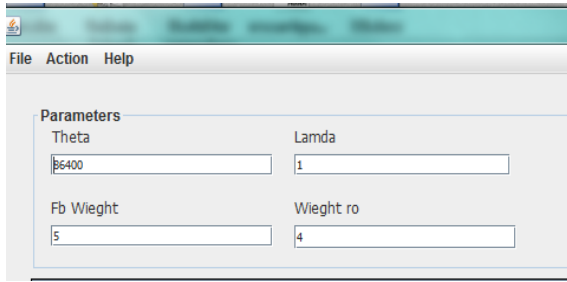 File Action Help
Parameters
Theta Lamda
86400 1
Fb Wieght Wieght ro
5 4